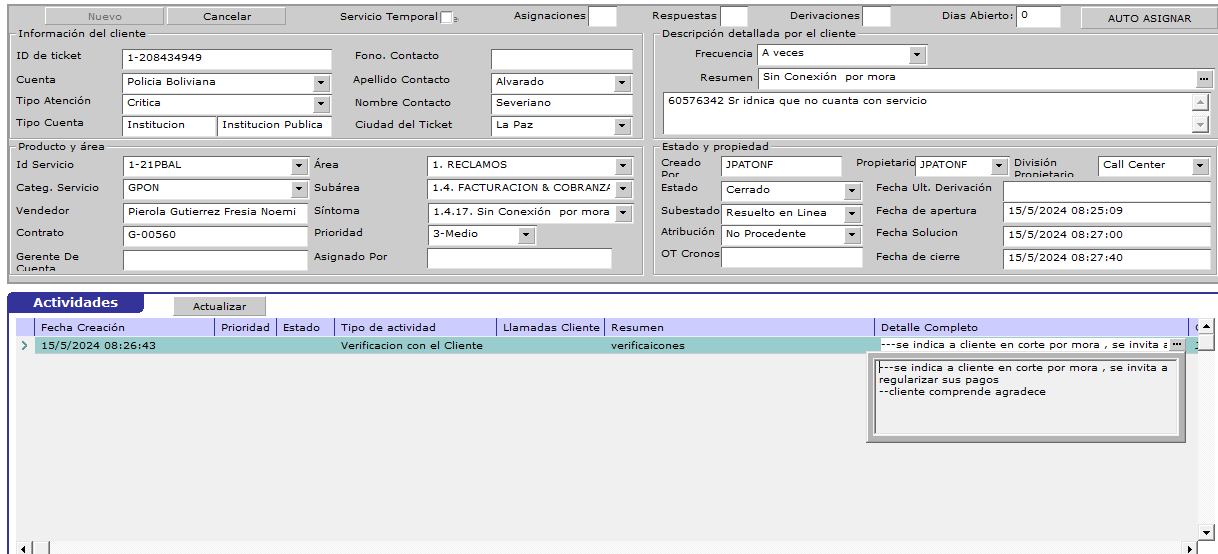 Nuevo Cancelar Servicio Temporal Asignaciones Respuestas Derivaciones Dias Abierto: 0 AUTO ASIGNAR
Información del cliente
ID de ticket 1-208434949 Fono. Contacto
Cuenta Policia Boliviana Apellido Contacto Alvarado
Tipo Atención Critica Nombre Contacto Severiano
Tipo Cuenta Institucion Institucion Publica Ciudad del Ticket La Paz
Descripción detallada por el cliente
Frecuencia A veces
Resumen Sin Conexión por mora
60576342 Sr idnica que no cuanta con servicio
Producto y área
Id Servicio 1-21PBAL Área 1. RECLAMOS
Categ. Servicio GPON Subárea 1.4. FACTURACION & COBRANZA
Vendedor Pierola Gutierrez Fresia Noemi Síntoma 1.4.17. Sin Conexión por mora
Contrato G-00560 Prioridad 3-Medio
Gerente De Cuenta Asignado Por
Estado y propiedad
Creado Por JPATONF Propietario JPATONF División Propietario Call Center
Estado Cerrado Fecha Ult. Derivación
Subestado Resuelto en Linea Fecha de apertura 15/5/2024 08:25:09
Atribución No Procedente Fecha Solucion 15/5/2024 08:27:00
OT Cronos Fecha de cierre 15/5/2024 08:27:40
Actividades Actualizar
Fecha Creación Prioridad Estado Tipo de actividad Llamadas Cliente Resumen Detalle Completo
15/5/2024 08:26:43 Verificacion con el Cliente verificaicones ---se indica a cliente en corte por mora , se invita a
---se indica a cliente en corte por mora , se invita a
regularizar sus pagos
--cliente comprende agradece